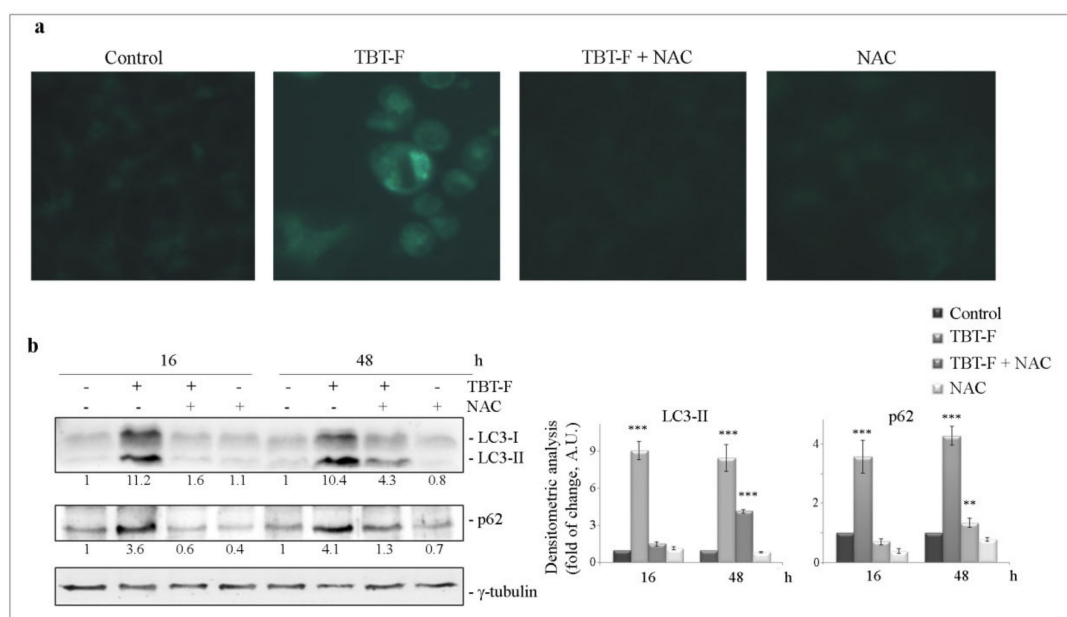 a
Control TBT-F TBT-F + NAC NAC
b
16 48 h
- + + - - + + - TBT-F
- - + + - - + + NAC
- LC3-I
- LC3-II
1 11.2 1.6 1.1 1 10.4 4.3 0.8
- p62
1 3.6 0.6 0.4 1 4.1 1.3 0.7
- γ-tubulin
Control
TBT-F
TBT-F + NAC
NAC
Densitometric analysis
(fold of change, A.U.)
LC3-II
*** *** ***
9
6
3
0
16 48 h
p62
*** *** **
4
2
0
16 48 h